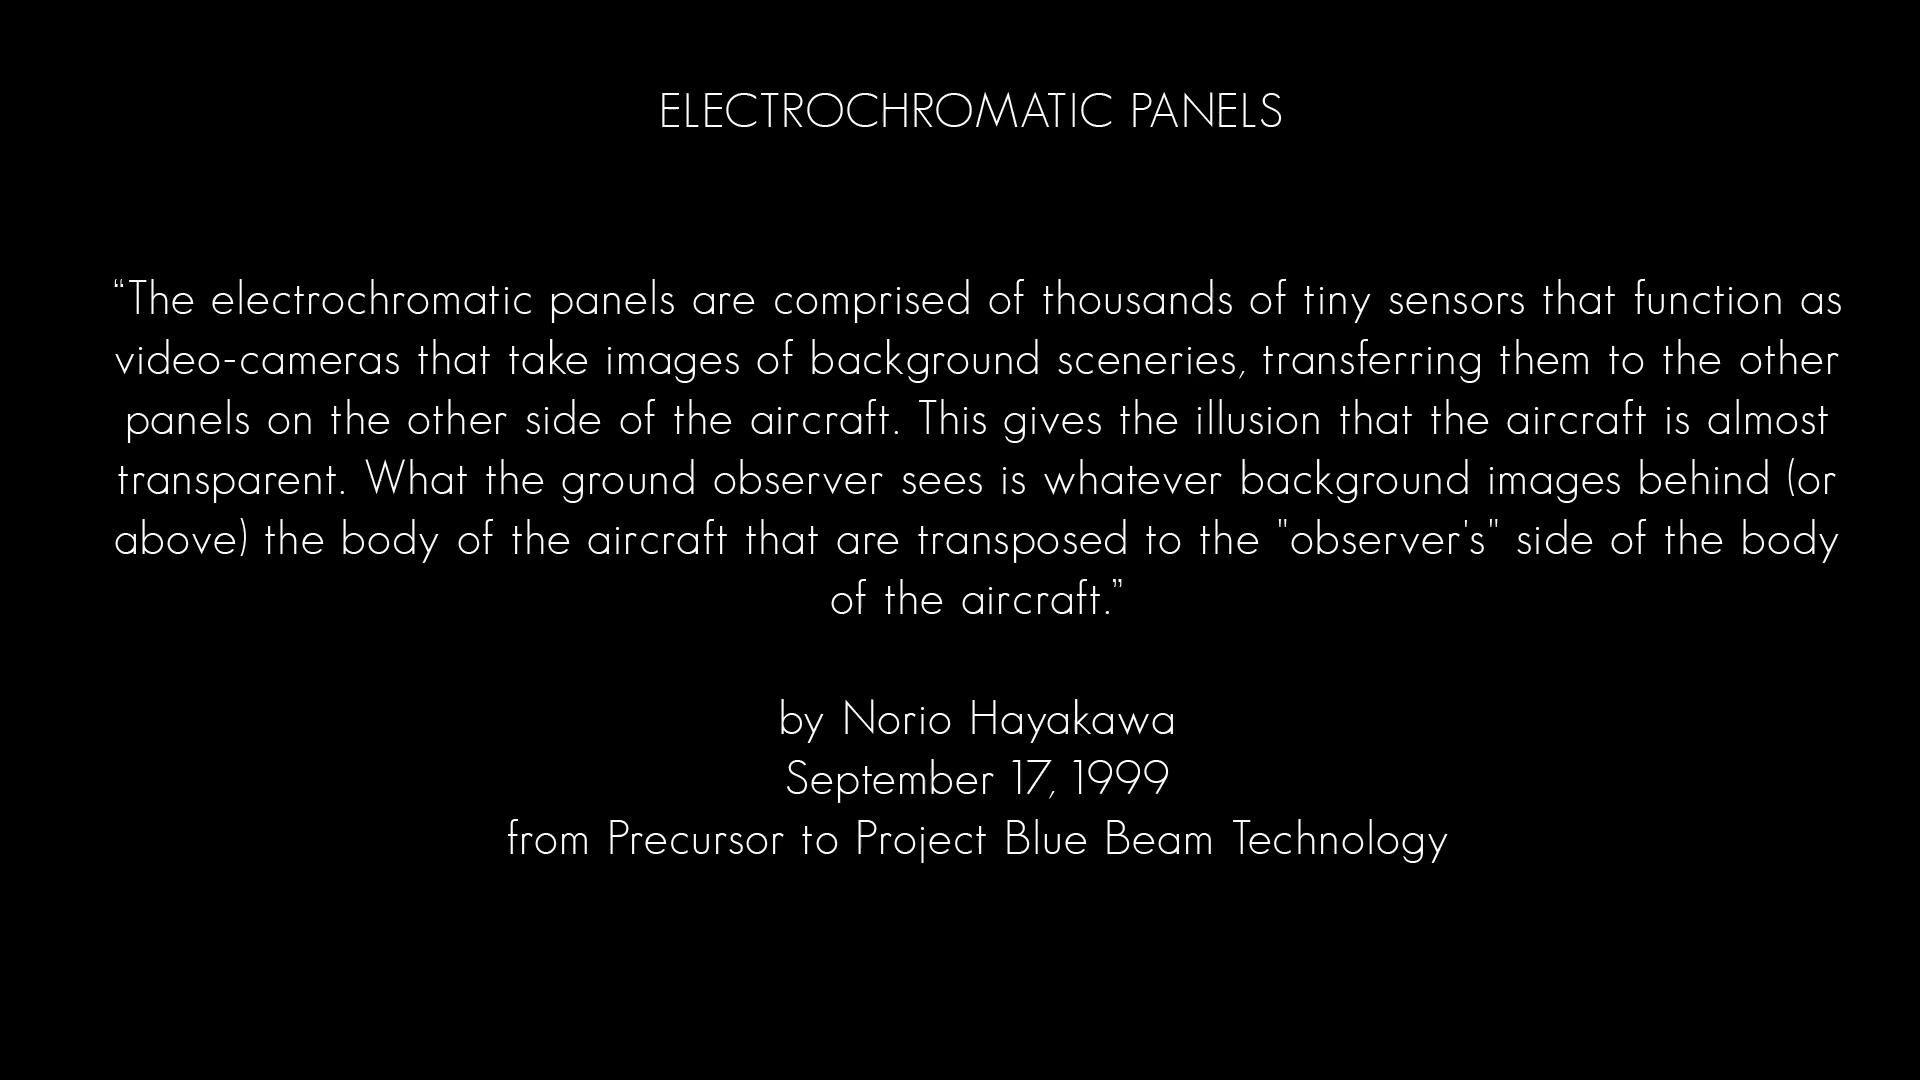 ELECTROCHROMATIC PANELS
“The electrochromatic panels are comprised of thousands of tiny sensors that function as
video-cameras that take images of background sceneries, transferring them to the other
panels on the other side of the aircraft. This gives the illusion that the aircraft is almost
transparent. What the ground observer sees is whatever background images behind (or
above) the body of the aircraft that are transposed to the "observer's" side of the body
of the aircraft.”
by Norio Hayakawa
September 17, 1999
from Precursor to Project Blue Beam Technology